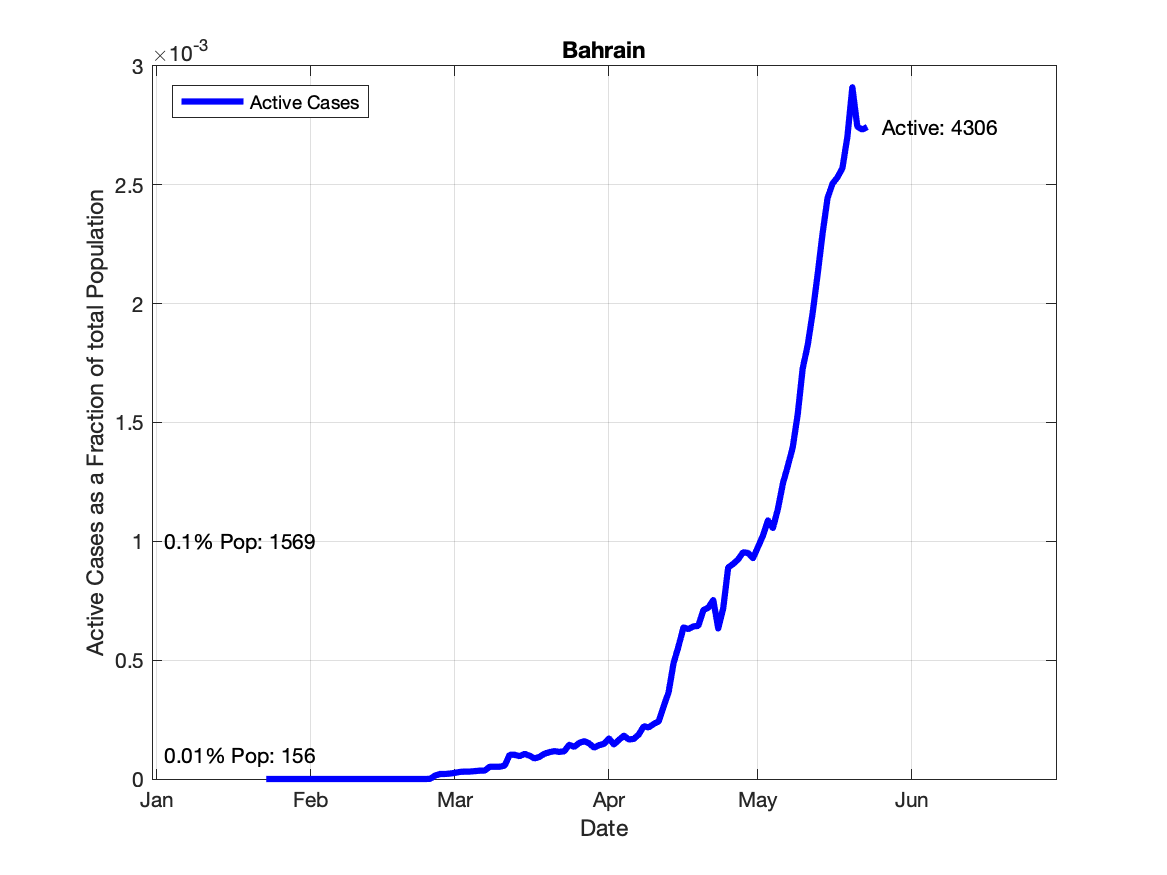 Bahrain
×10-3
Active Cases
Active: 4306
3
2.5
2
1.5
1
0.5
0
0.1% Pop: 1569
0.01% Pop: 156
Active Cases as a Fraction of total Population
Jan Feb Mar Apr May Jun
Date